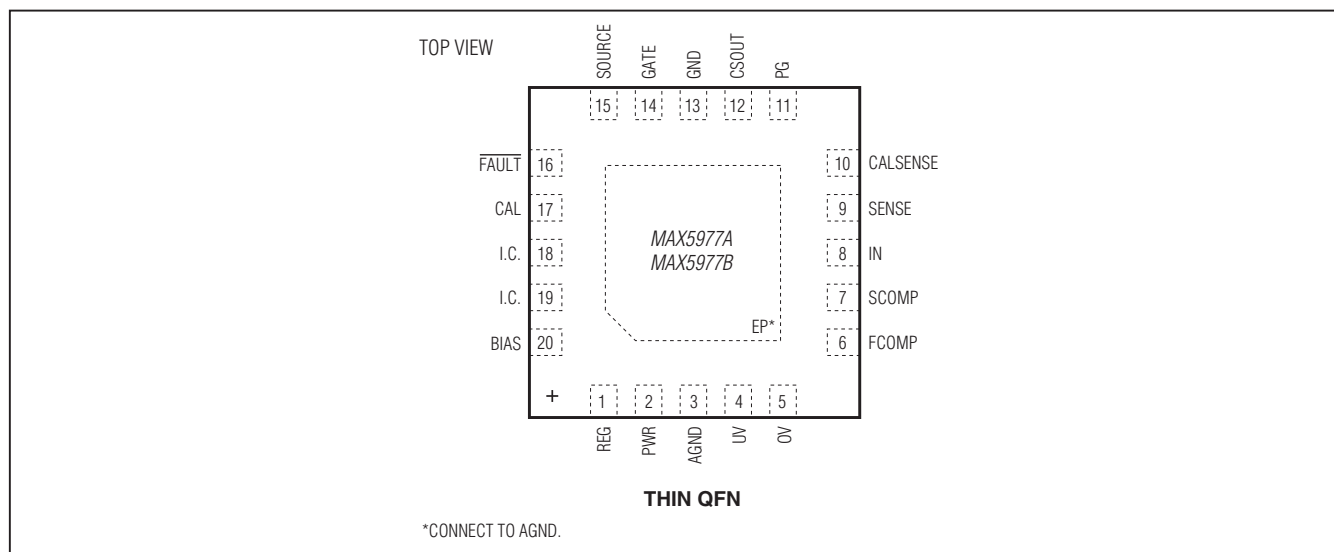 TOP VIEW
SOURCE
GATE
GND
CSOUT
PG
15 14 13 12 11
FAULT 16
10 CALSENSE
CAL 17
9 SENSE
I.C. 18
8 IN
I.C. 19
7 SCOMP
BIAS 20
6 FCOMP
MAX5977A
MAX5977B
EP*
+
1 2 3 4 5
REG
PWR
AGND
UV
OV
THIN QFN
*CONNECT TO AGND.